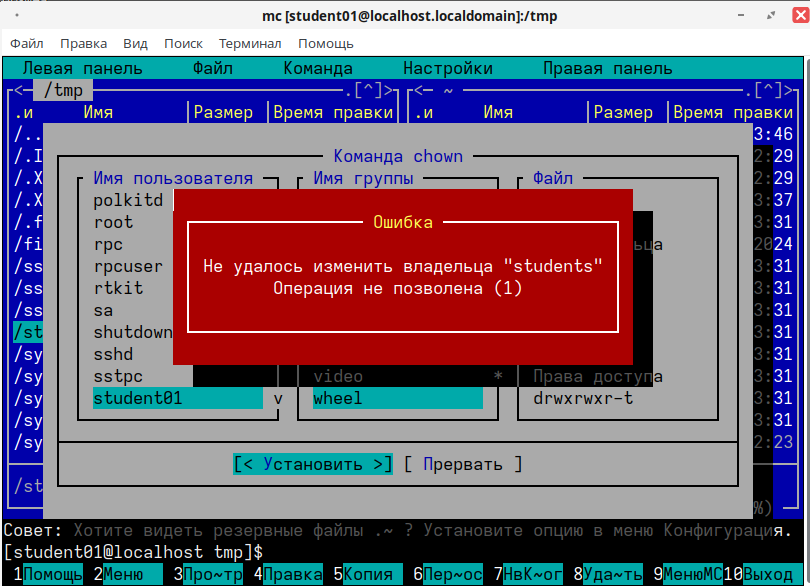 mc [student01@localhost.localdomain]:/tmp
Файл Правка Вид Поиск Терминал Помощь
Левая панель Файл Команда Настройки Правая панель
<─ /tmp .[^]> <─ ~ .[^]>
.и Имя Размер Время правки .и Имя Размер Время правки
/.. 3:46
Команда chown
/.I 2:29
/.X Имя пользователя Имя группы Файл 2:29
/.X polkitd 3:37
/.f root Ошибка 3:31
/fi rpc ьца 2024
/ss rpcuser Не удалось изменить владельца "students" 3:31
/ss rtkit Операция не позволена (1) 3:31
/ss sa 3:31
/st shutdown 3:31
/sy sshd 3:31
/sy sstpc video * Права доступа 3:31
/sy student01 v wheel drwxrwxr-t 3:31
/sy 3:31
/sy 2:23
[< Установить >] [ Прервать ]
/st
%)
Совет: Хотите видеть резервные файлы .~ ? Установите опцию в меню Конфигурация.
[student01@localhost tmp]$
1Помощь 2Меню 3Про~тр 4Правка 5Копия 6Пер~ос 7НвК~ог 8Уда~ть 9МенюMC 10Выход